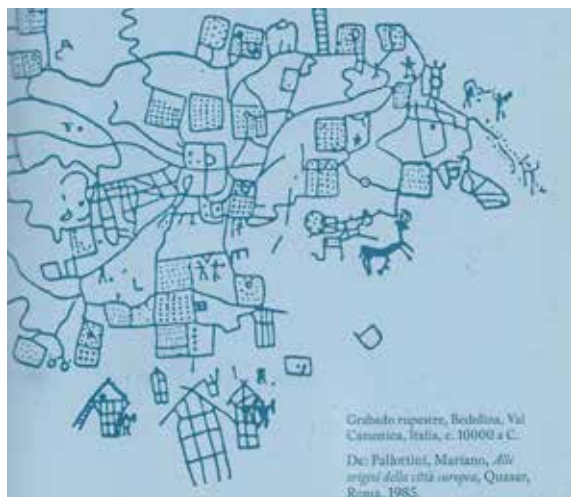 Grabado rupestre, Bedolina, Val
Camonica, Italia, c. 10000 a C.
De: Pallottini, Mariano, Alle
origini della città europea, Quasar,
Roma, 1985.